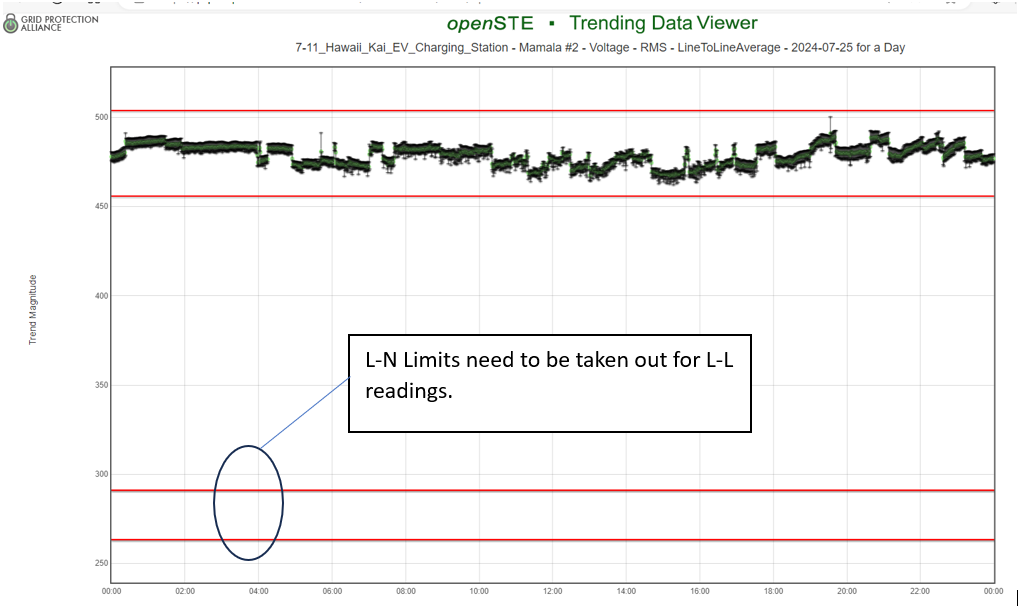 GRID PROTECTION
ALLIANCE
openSTE ▪ Trending Data Viewer
7-11_Hawaii_Kai_EV_Charging_Station - Mamala #2 - Voltage - RMS - LineToLineAverage - 2024-07-25 for a Day
500
450
400
350
300
250
Trend Magnitude
L-N Limits need to be taken out for L-L
readings.
00:00 02:00 04:00 06:00 08:00 10:00 12:00 14:00 16:00 18:00 20:00 22:00 00:00